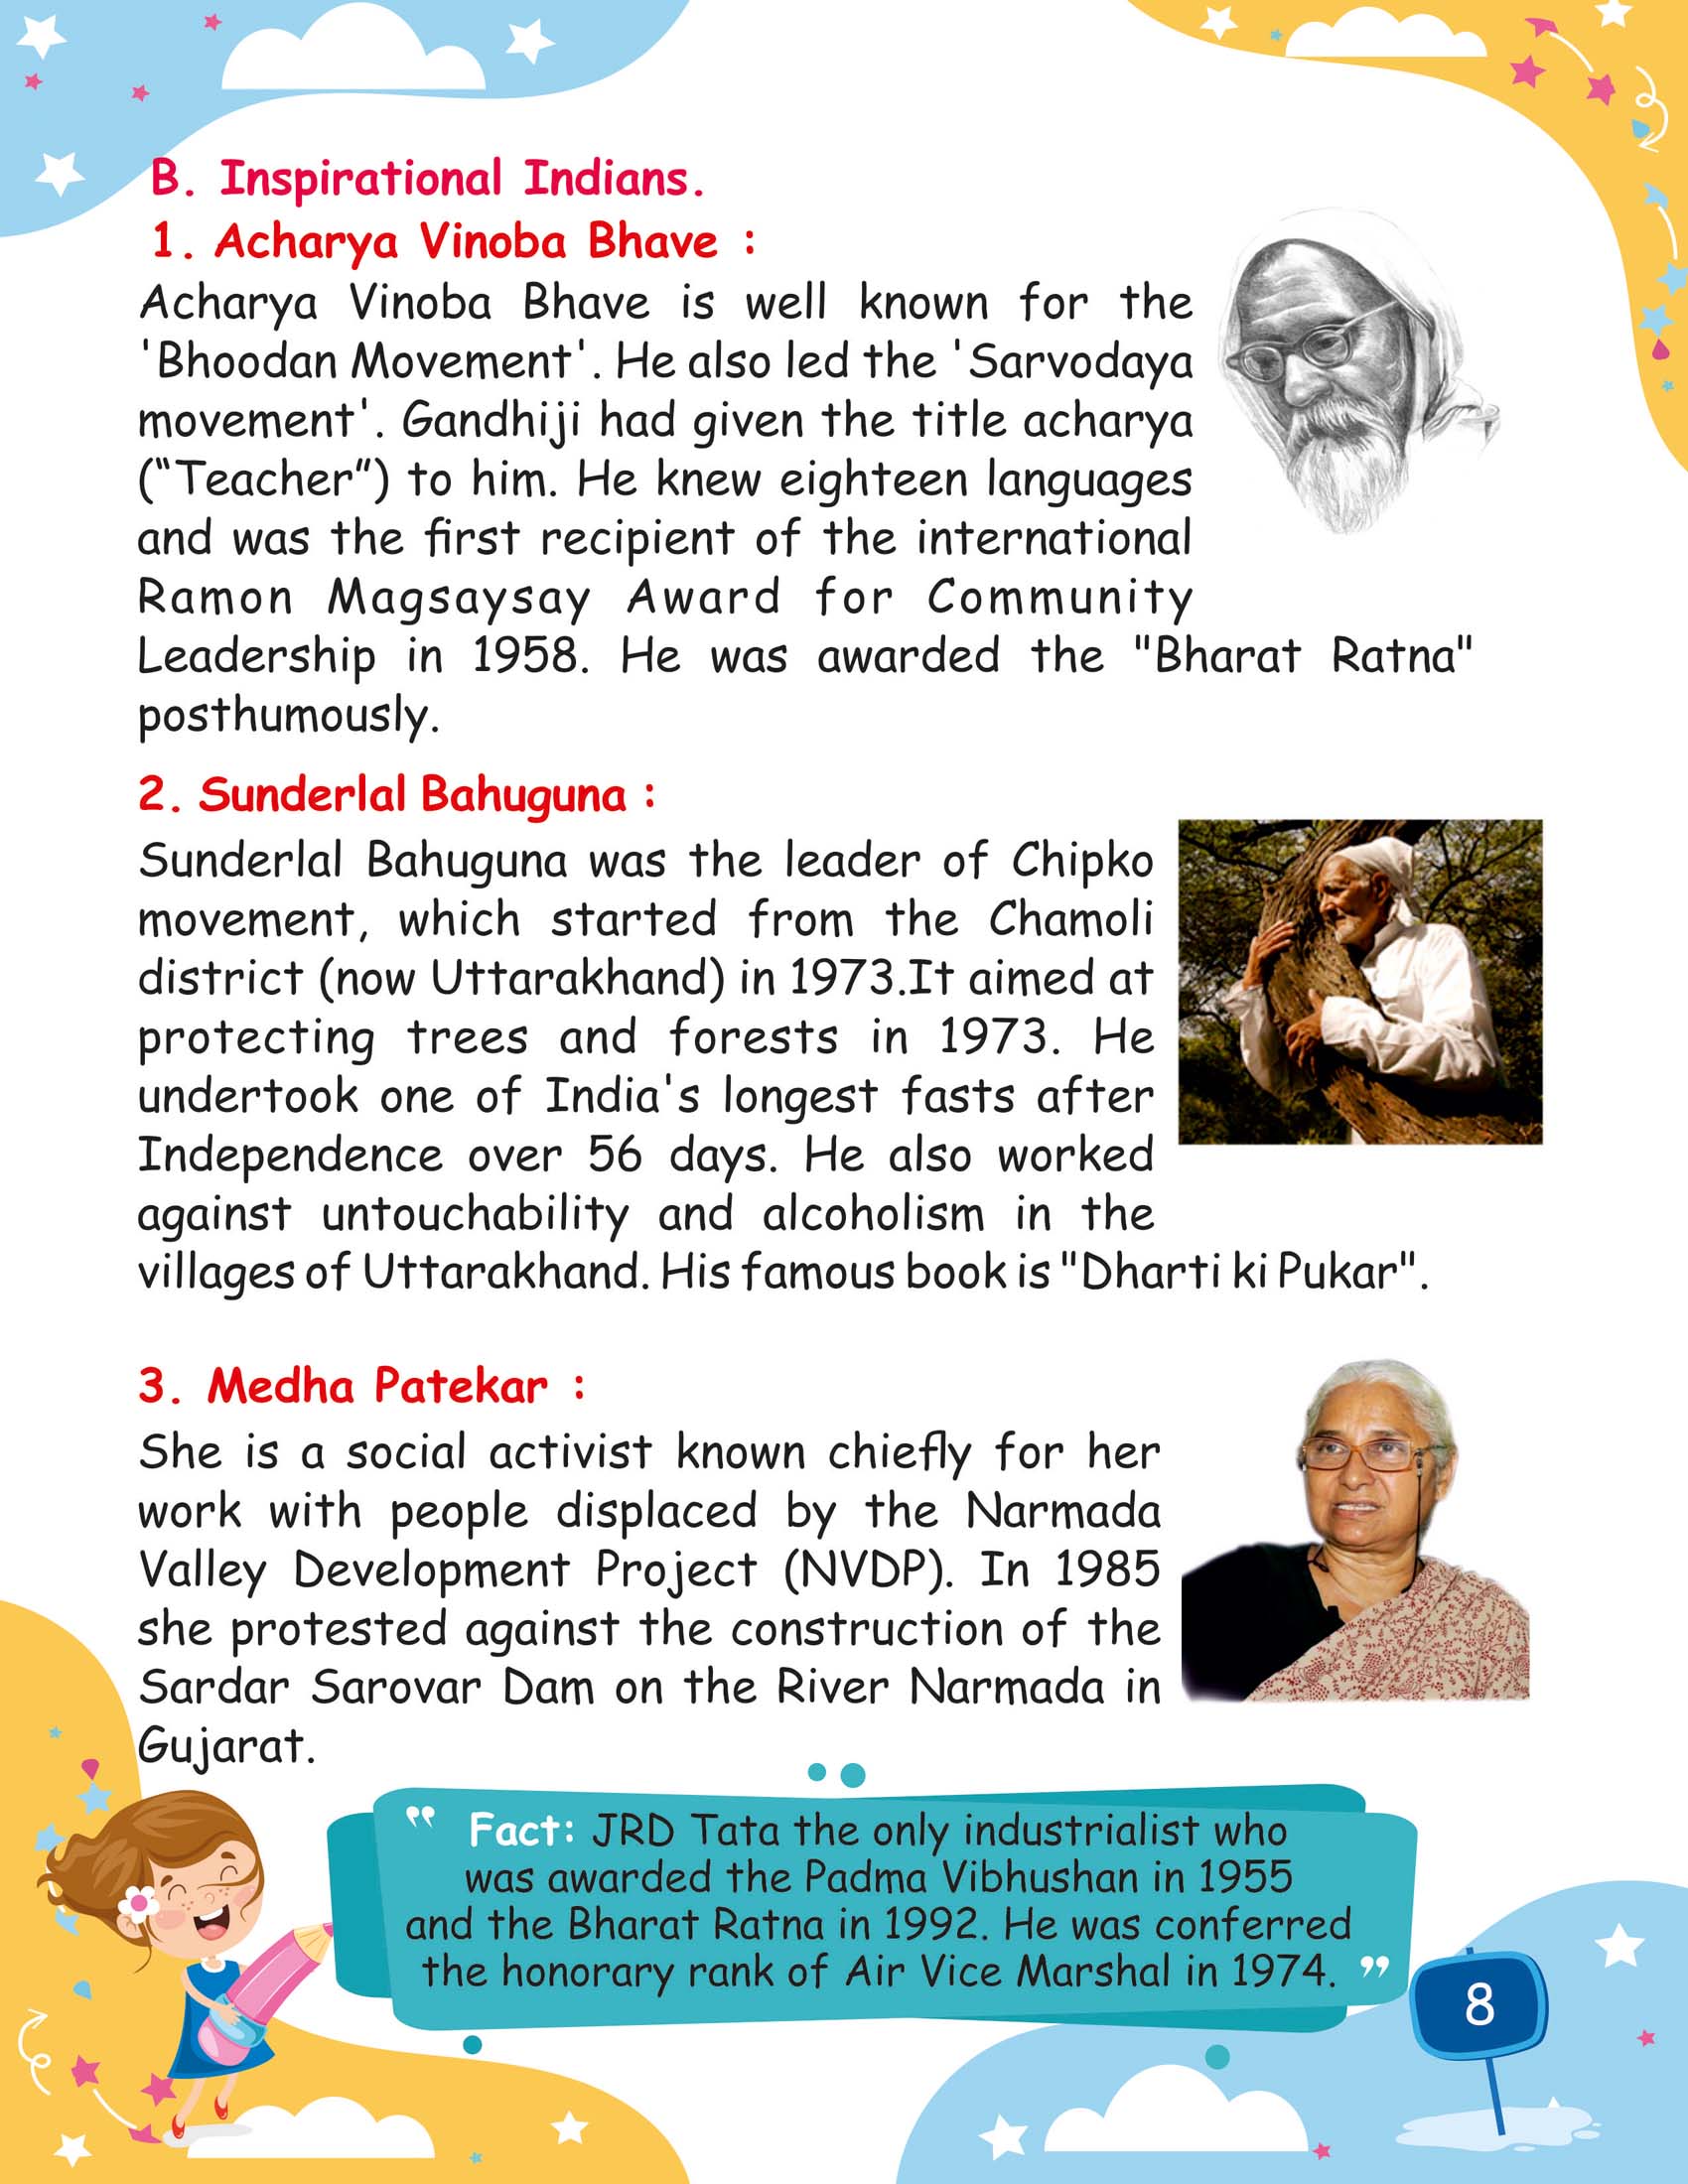 B. Inspirational Indians.
1. Acharya Vinoba Bhave :
Acharya Vinoba Bhave is well known for the
'Bhoodan Movement'. He also led the 'Sarvodaya
movement'. Gandhiji had given the title acharya
(“Teacher”) to him. He knew eighteen languages
and was the first recipient of the international
Ramon Magsaysay Award for Community
Leadership in 1958. He was awarded the "Bharat Ratna"
posthumously.
2. Sunderlal Bahuguna :
Sunderlal Bahuguna was the leader of Chipko
movement, which started from the Chamoli
district (now Uttarakhand) in 1973.It aimed at
protecting trees and forests in 1973. He
undertook one of India's longest fasts after
Independence over 56 days. He also worked
against untouchability and alcoholism in the
villages of Uttarakhand. His famous book is "Dharti ki Pukar".
3. Medha Patekar :
She is a social activist known chiefly for her
work with people displaced by the Narmada
Valley Development Project (NVDP). In 1985
she protested against the construction of the
Sardar Sarovar Dam on the River Narmada in
Gujarat.
” Fact: JRD Tata the only industrialist who
was awarded the Padma Vibhushan in 1955
and the Bharat Ratna in 1992. He was conferred
the honorary rank of Air Vice Marshal in 1974. ”
8